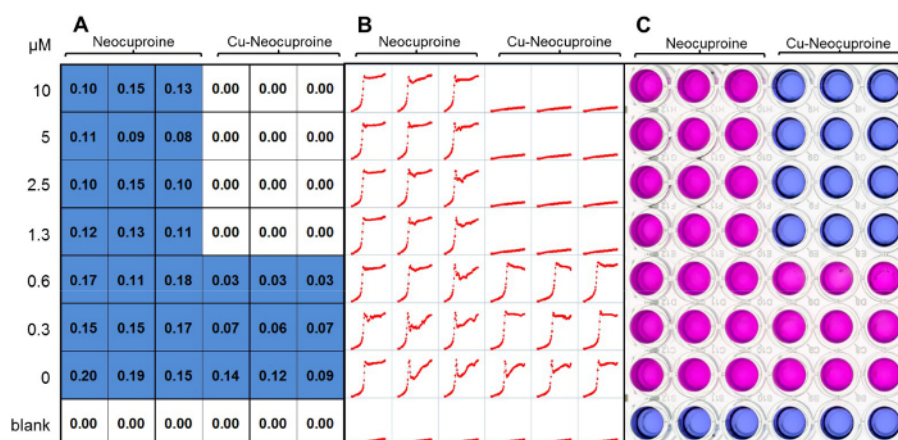 A B C
µM Neocuproine Cu-Neocuproine Neocuproine Cu-Neocuproine Neocuproine Cu-Neocuproine
10 0.10 0.15 0.13 0.00 0.00 0.00
5 0.11 0.09 0.08 0.00 0.00 0.00
2.5 0.10 0.15 0.10 0.00 0.00 0.00
1.3 0.12 0.13 0.11 0.00 0.00 0.00
0.6 0.17 0.11 0.18 0.03 0.03 0.03
0.3 0.15 0.15 0.17 0.07 0.06 0.07
0 0.20 0.19 0.15 0.14 0.12 0.09
blank 0.00 0.00 0.00 0.00 0.00 0.00